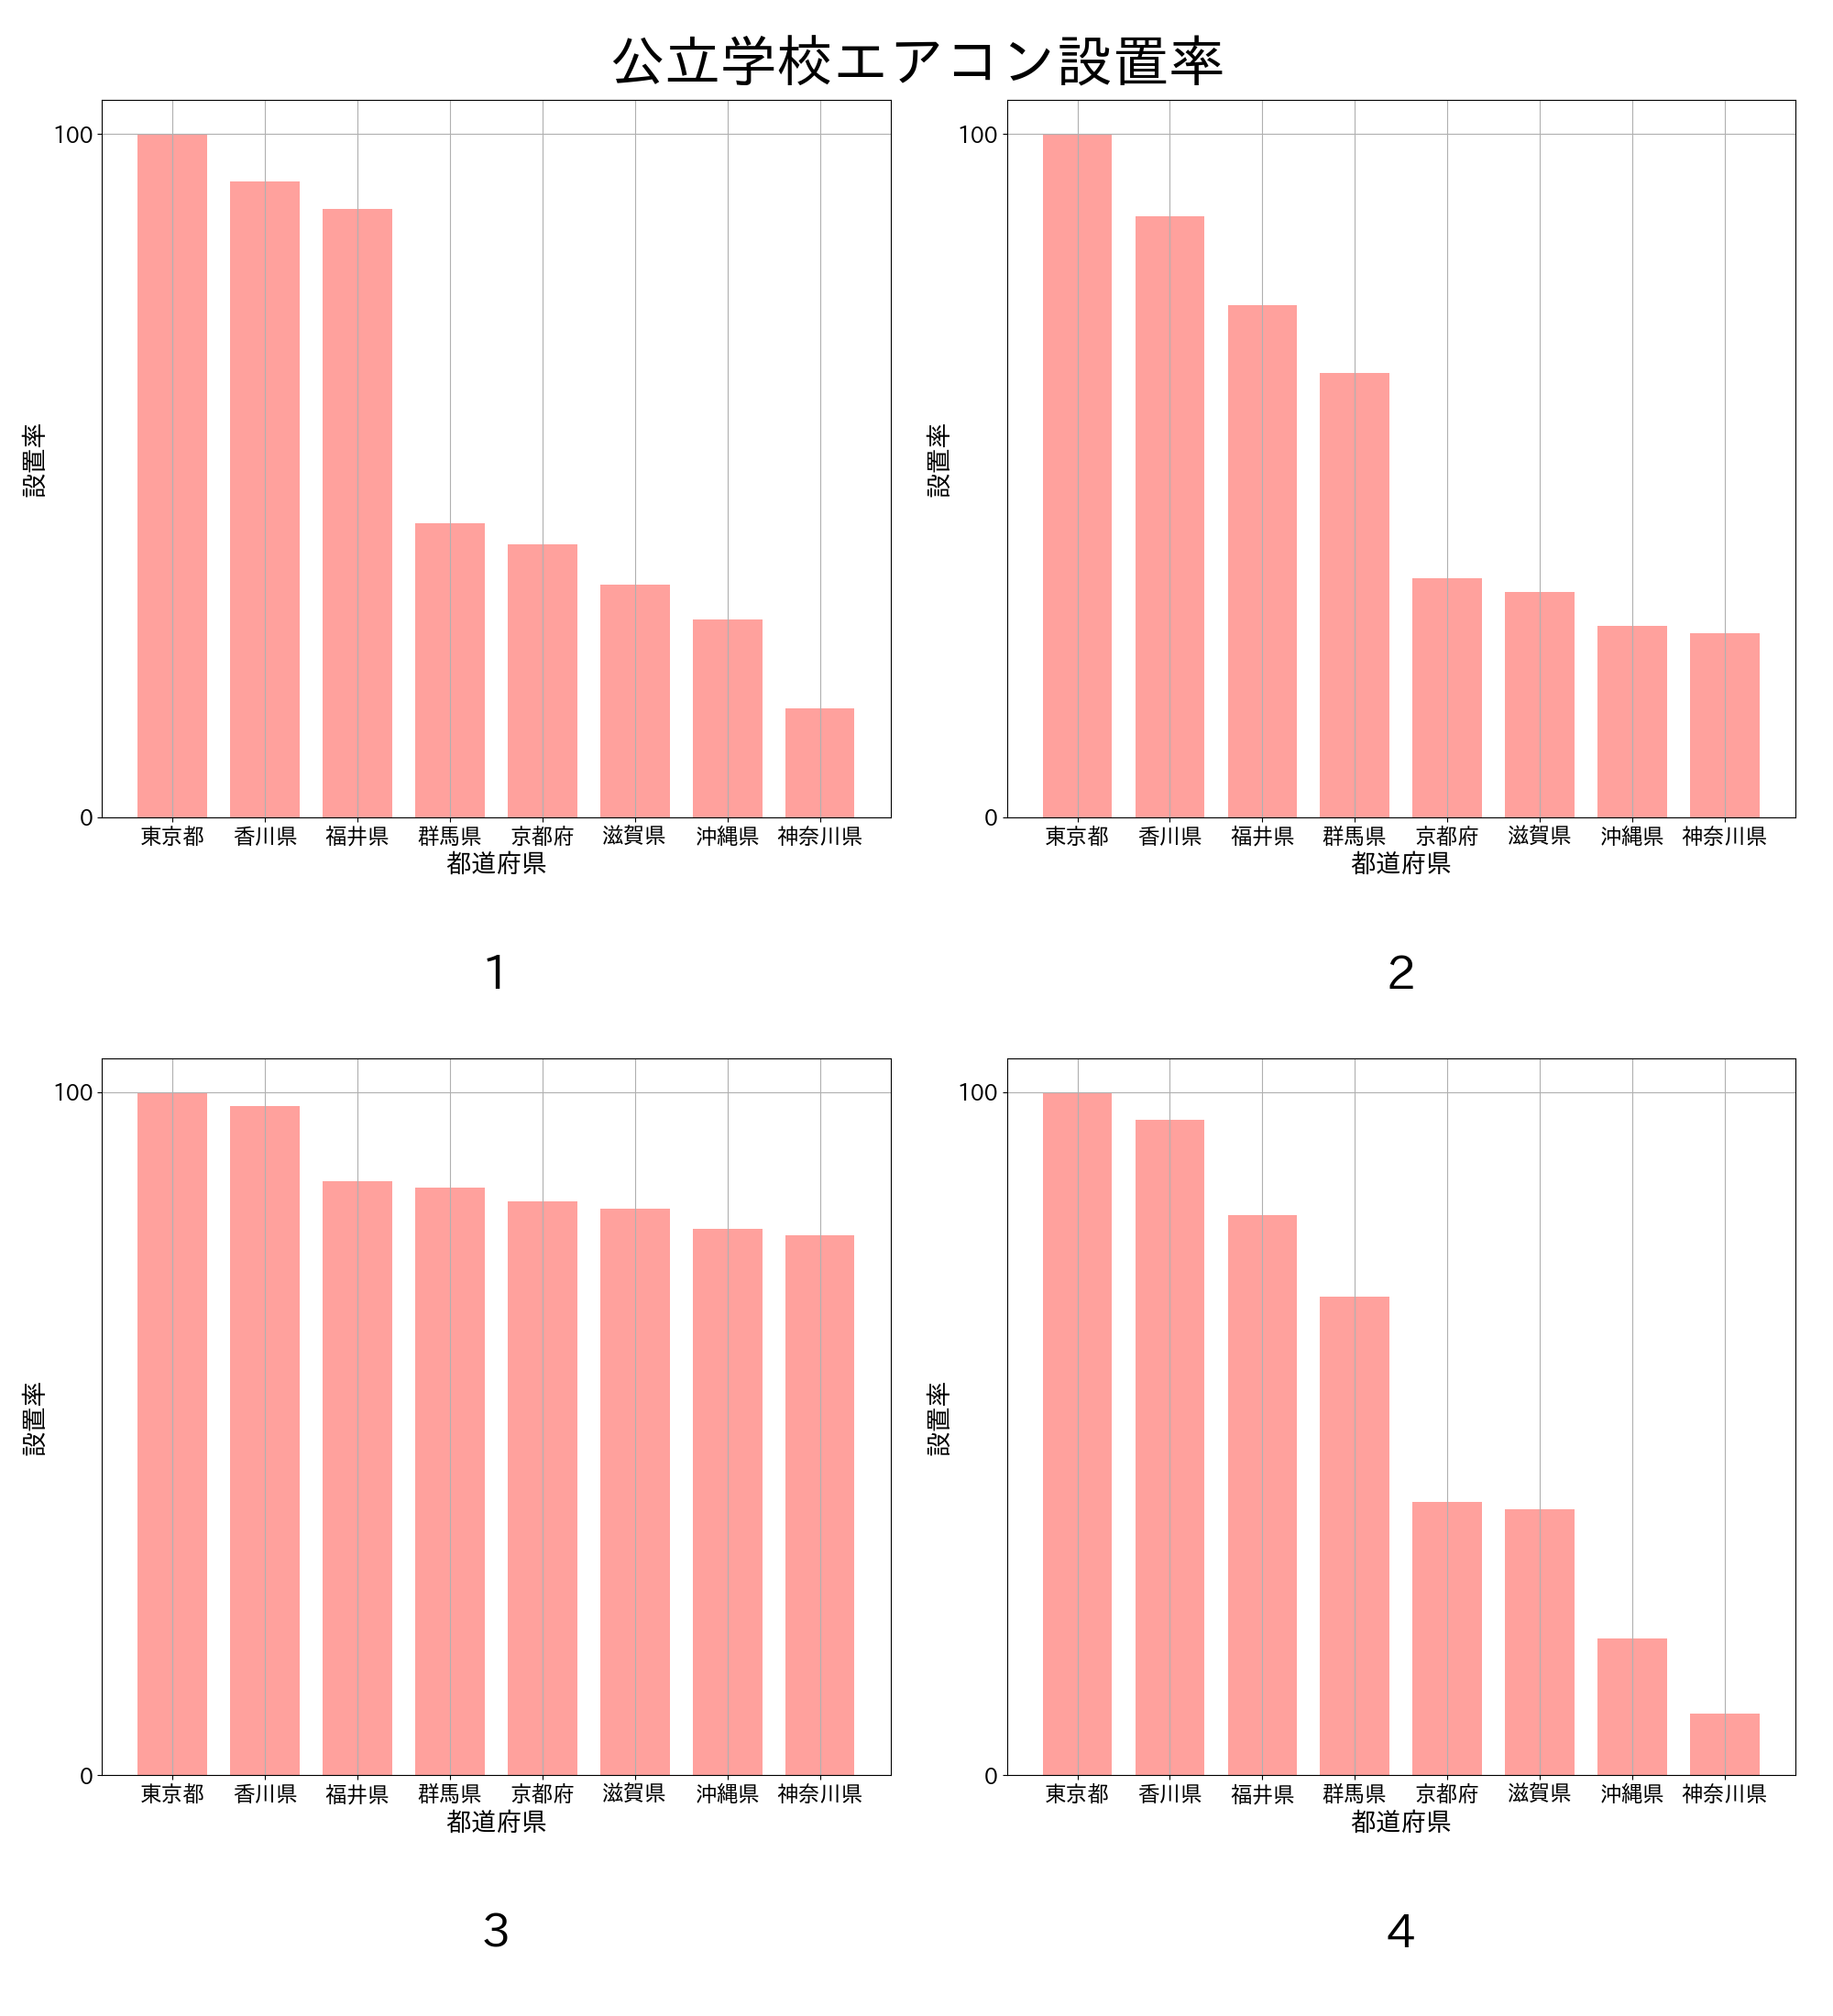 公立学校エアコン設置率
100
0
設置率
東京都 香川県 福井県 群馬県 京都府 滋賀県 沖縄県 神奈川県
都道府県
1
100
0
設置率
東京都 香川県 福井県 群馬県 京都府 滋賀県 沖縄県 神奈川県
都道府県
2
100
0
設置率
東京都 香川県 福井県 群馬県 京都府 滋賀県 沖縄県 神奈川県
都道府県
3
100
0
設置率
東京都 香川県 福井県 群馬県 京都府 滋賀県 沖縄県 神奈川県
都道府県
4